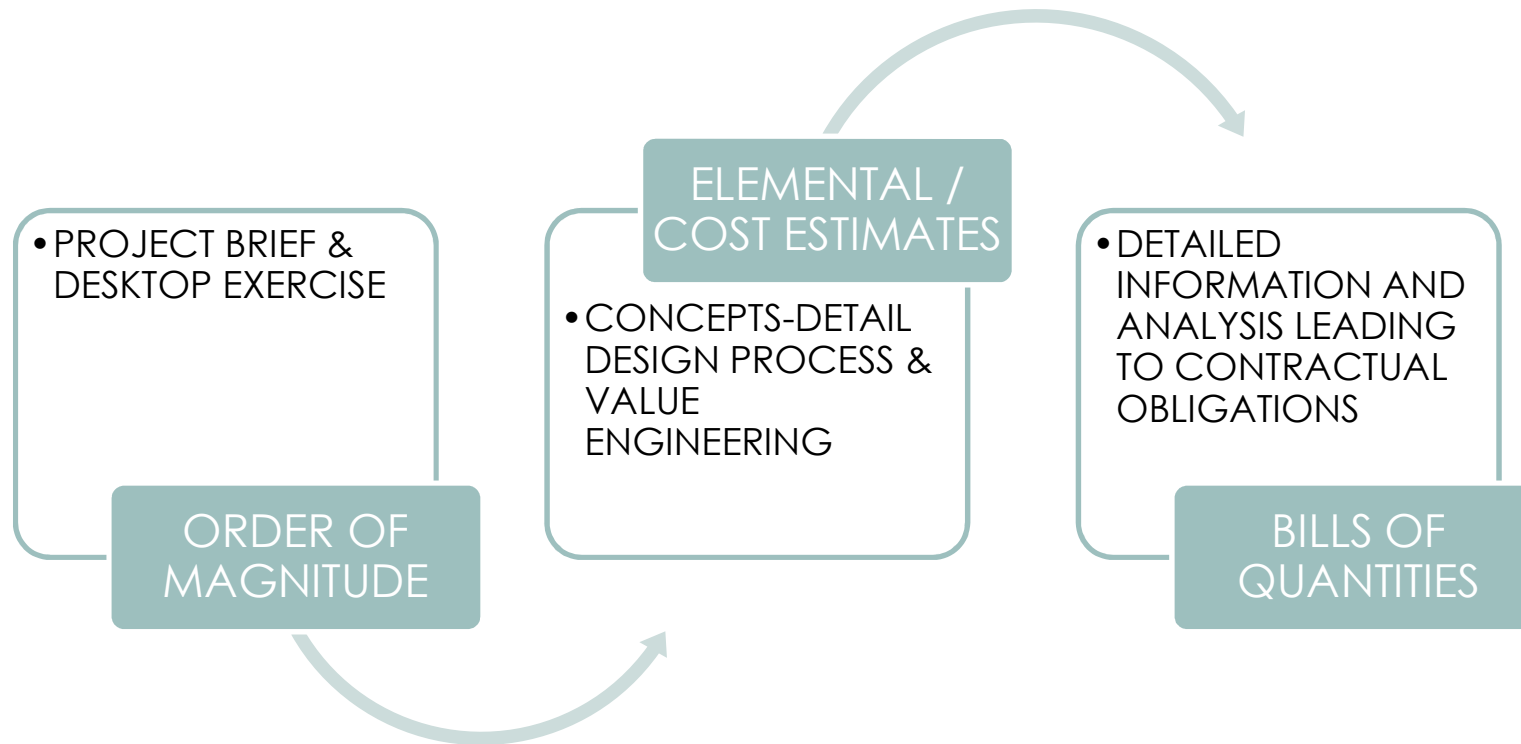 • PROJECT BRIEF &
DESKTOP EXERCISE
ORDER OF
MAGNITUDE
ELEMENTAL /
COST ESTIMATES
• CONCEPTS-DETAIL
DESIGN PROCESS &
VALUE
ENGINEERING
• DETAILED
INFORMATION AND
ANALYSIS LEADING
TO CONTRACTUAL
OBLIGATIONS
BILLS OF
QUANTITIES